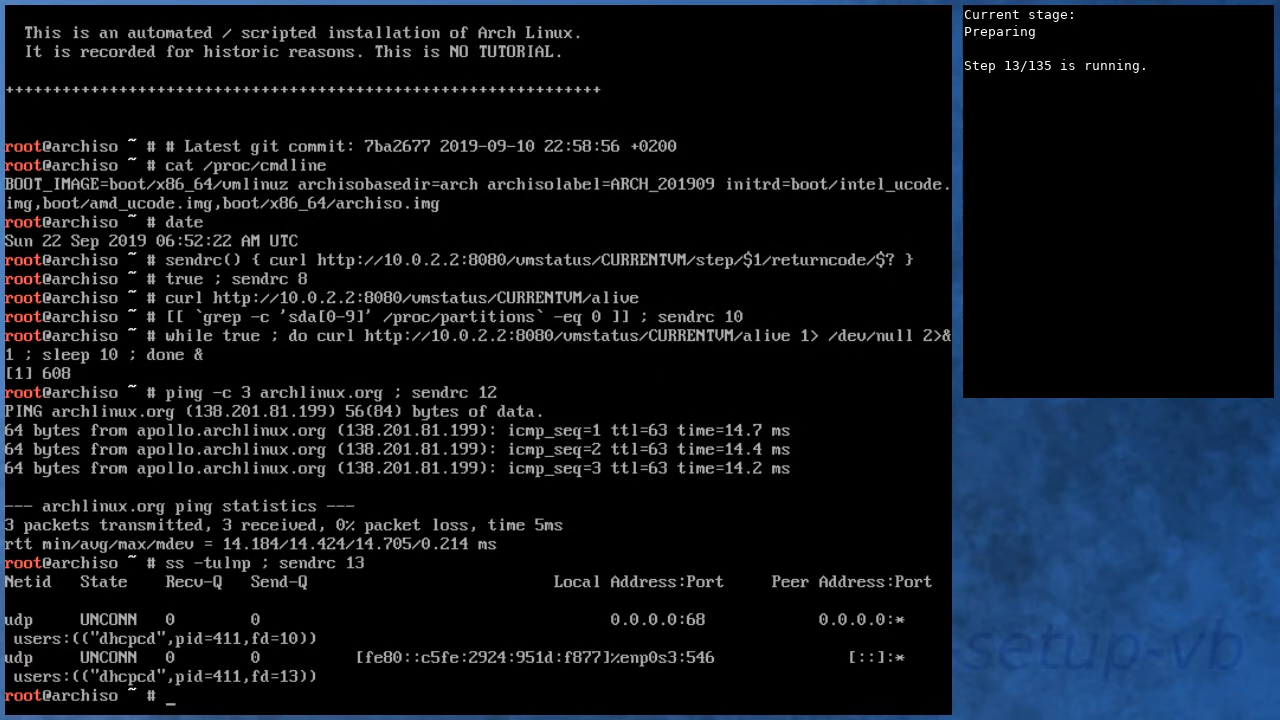 This is an automated / scripted installation of Arch Linux.
It is recorded for historic reasons. This is NO TUTORIAL.
+++++++++++++++++++++++++++++++++++++++++++++++++++++++++++++++
root@archiso ~ # # Latest git commit: 7ba2677 2019-09-10 22:58:56 +0200
root@archiso ~ # cat /proc/cmdline
BOOT_IMAGE=boot/x86_64/vmlinuz archisobasedir=arch archisolabel=ARCH_201909 initrd=boot/intel_ucode.
img,boot/amd_ucode.img,boot/x86_64/archiso.img
root@archiso ~ # date
Sun 22 Sep 2019 06:52:22 AM UTC
root@archiso ~ # sendrc() { curl http://10.0.2.2:8080/vmstatus/CURRENTVM/step/$1/returncode/$? }
root@archiso ~ # true ; sendrc 8
root@archiso ~ # curl http://10.0.2.2:8080/vmstatus/CURRENTVM/alive
root@archiso ~ # [[ `grep -c 'sda[0-9]' /proc/partitions` -eq 0 ]] ; sendrc 10
root@archiso ~ # while true ; do curl http://10.0.2.2:8080/vmstatus/CURRENTVM/alive 1> /dev/null 2>&
1 ; sleep 10 ; done &
[1] 608
root@archiso ~ # ping -c 3 archlinux.org ; sendrc 12
PING archlinux.org (138.201.81.199) 56(84) bytes of data.
64 bytes from apollo.archlinux.org (138.201.81.199): icmp_seq=1 ttl=63 time=14.7 ms
64 bytes from apollo.archlinux.org (138.201.81.199): icmp_seq=2 ttl=63 time=14.4 ms
64 bytes from apollo.archlinux.org (138.201.81.199): icmp_seq=3 ttl=63 time=14.2 ms
--- archlinux.org ping statistics ---
3 packets transmitted, 3 received, 0% packet loss, time 5ms
rtt min/avg/max/mdev = 14.184/14.424/14.705/0.214 ms
root@archiso ~ # ss -tulnp ; sendrc 13
Netid State Recv-Q Send-Q Local Address:Port Peer Address:Port
udp UNCONN 0 0 0.0.0.0:68 0.0.0.0:*
users:(("dhcpcd",pid=411,fd=10))
udp UNCONN 0 0 [fe80::c5fe:2924:951d:f877]%enp0s3:546 [::]:*
users:(("dhcpcd",pid=411,fd=13))
root@archiso ~ # _
Current stage:
Preparing
Step 13/135 is running.
setup-vb